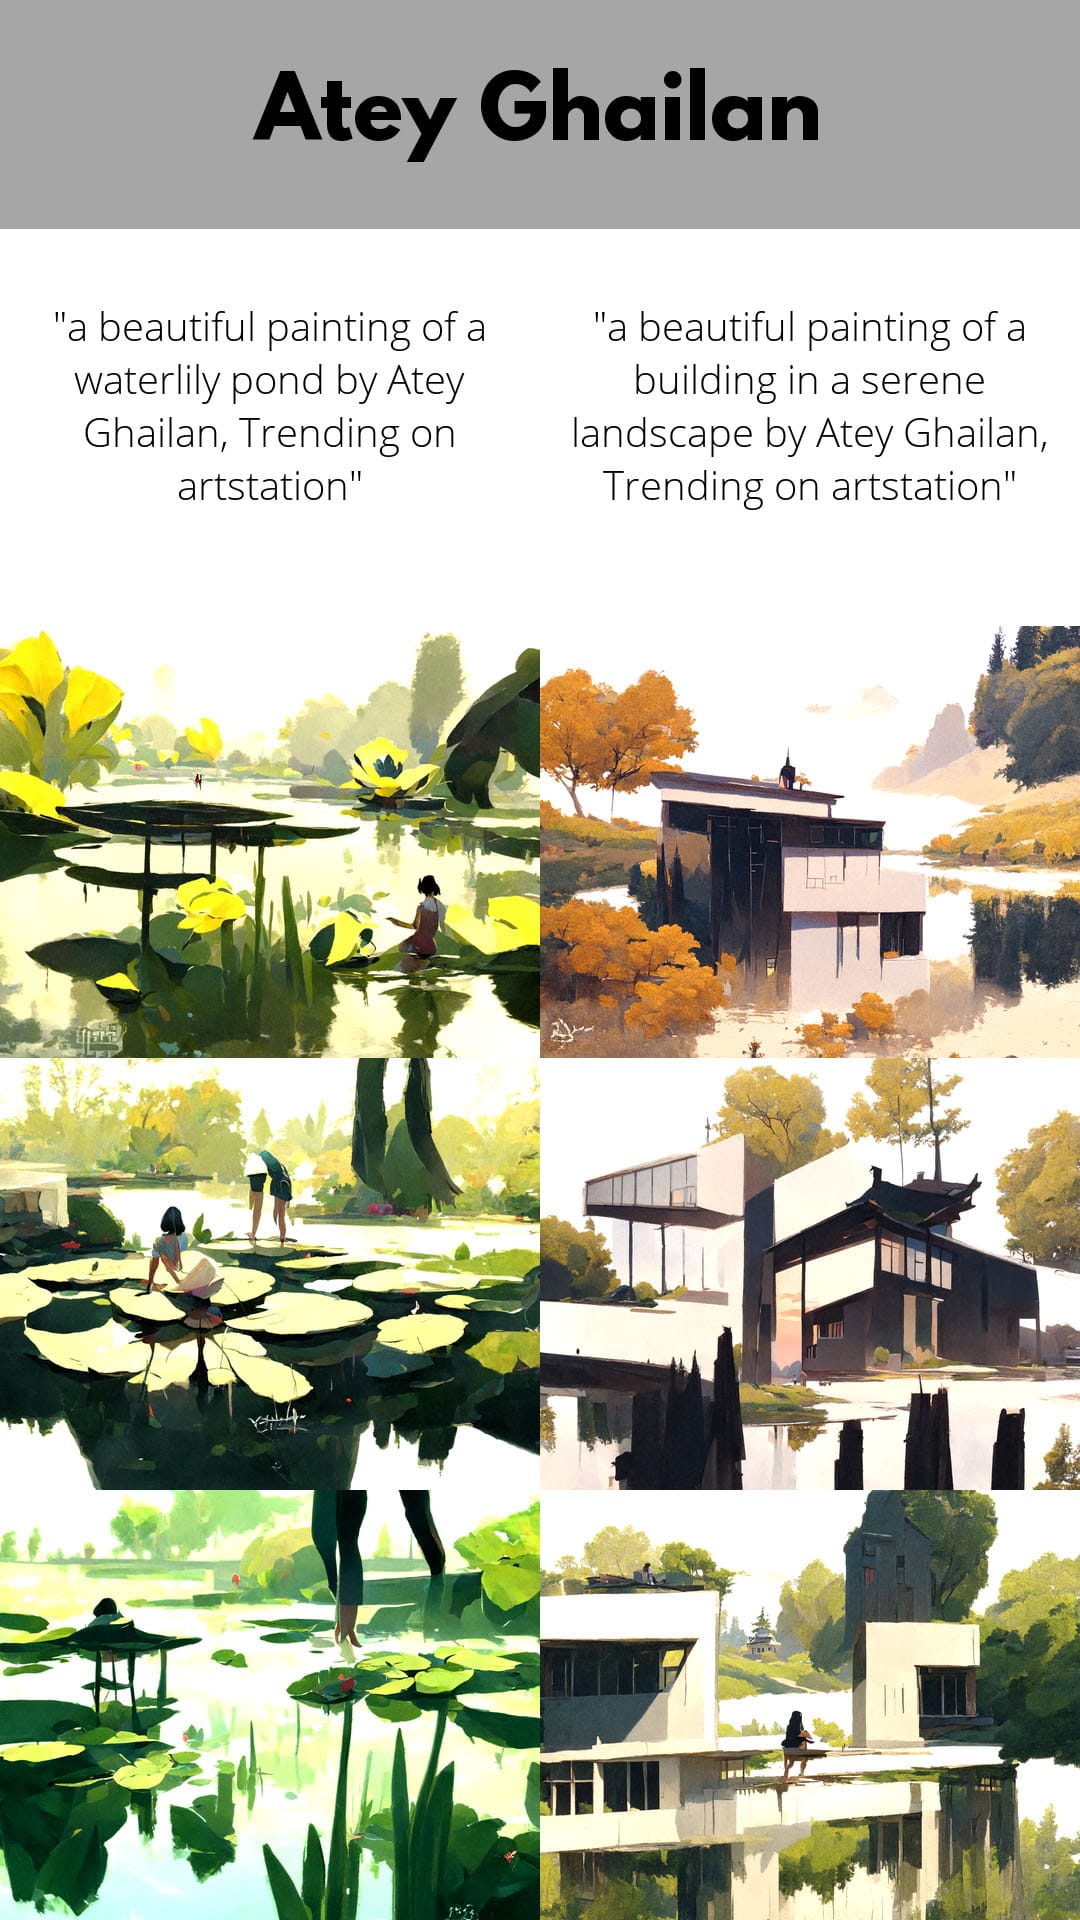 Atey Ghailan
"a beautiful painting of a
waterlily pond by Atey
Ghailan, Trending on
artstation"
"a beautiful painting of a
building in a serene
landscape by Atey Ghailan,
Trending on artstation"